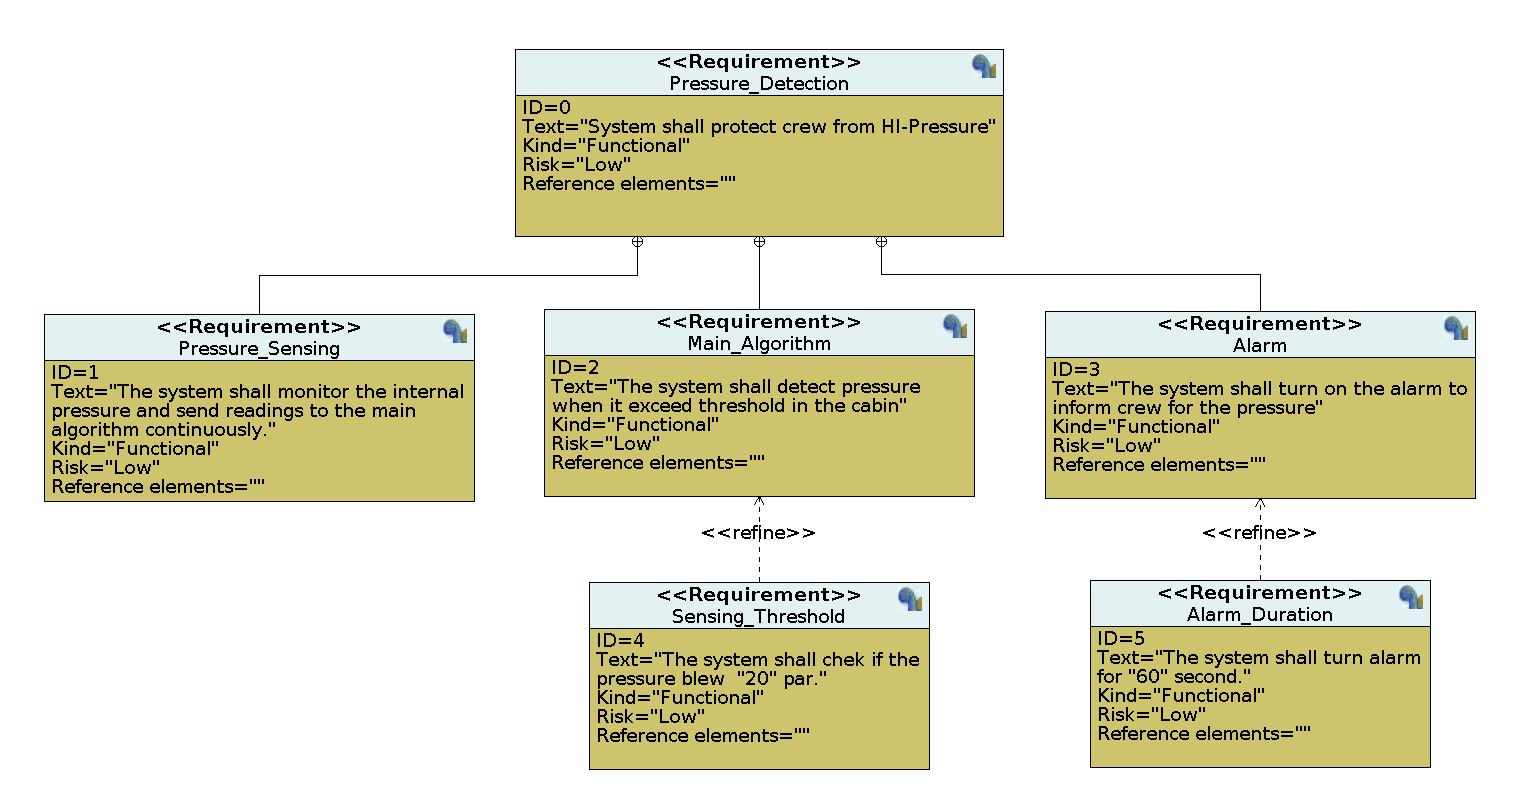 <<Requirement>>
Pressure_Detection
ID=0
Text="System shall protect crew from HI-Pressure"
Kind="Functional"
Risk="Low"
Reference elements=""
<<Requirement>>
Pressure_Sensing
ID=1
Text="The system shall monitor the internal
pressure and send readings to the main
algorithm continuously."
Kind="Functional"
Risk="Low"
Reference elements=""
<<Requirement>>
Main_Algorithm
ID=2
Text="The system shall detect pressure
when it exceed threshold in the cabin"
Kind="Functional"
Risk="Low"
Reference elements=""
<<Requirement>>
Alarm
ID=3
Text="The system shall turn on the alarm to
inform crew for the pressure"
Kind="Functional"
Risk="Low"
Reference elements=""
<<refine>>
<<refine>>
<<Requirement>>
Sensing_Threshold
ID=4
Text="The system shall chek if the
pressure blew  "20" par."
Kind="Functional"
Risk="Low"
Reference elements=""
<<Requirement>>
Alarm_Duration
ID=5
Text="The system shall turn alarm
for "60" second."
Kind="Functional"
Risk="Low"
Reference elements=""